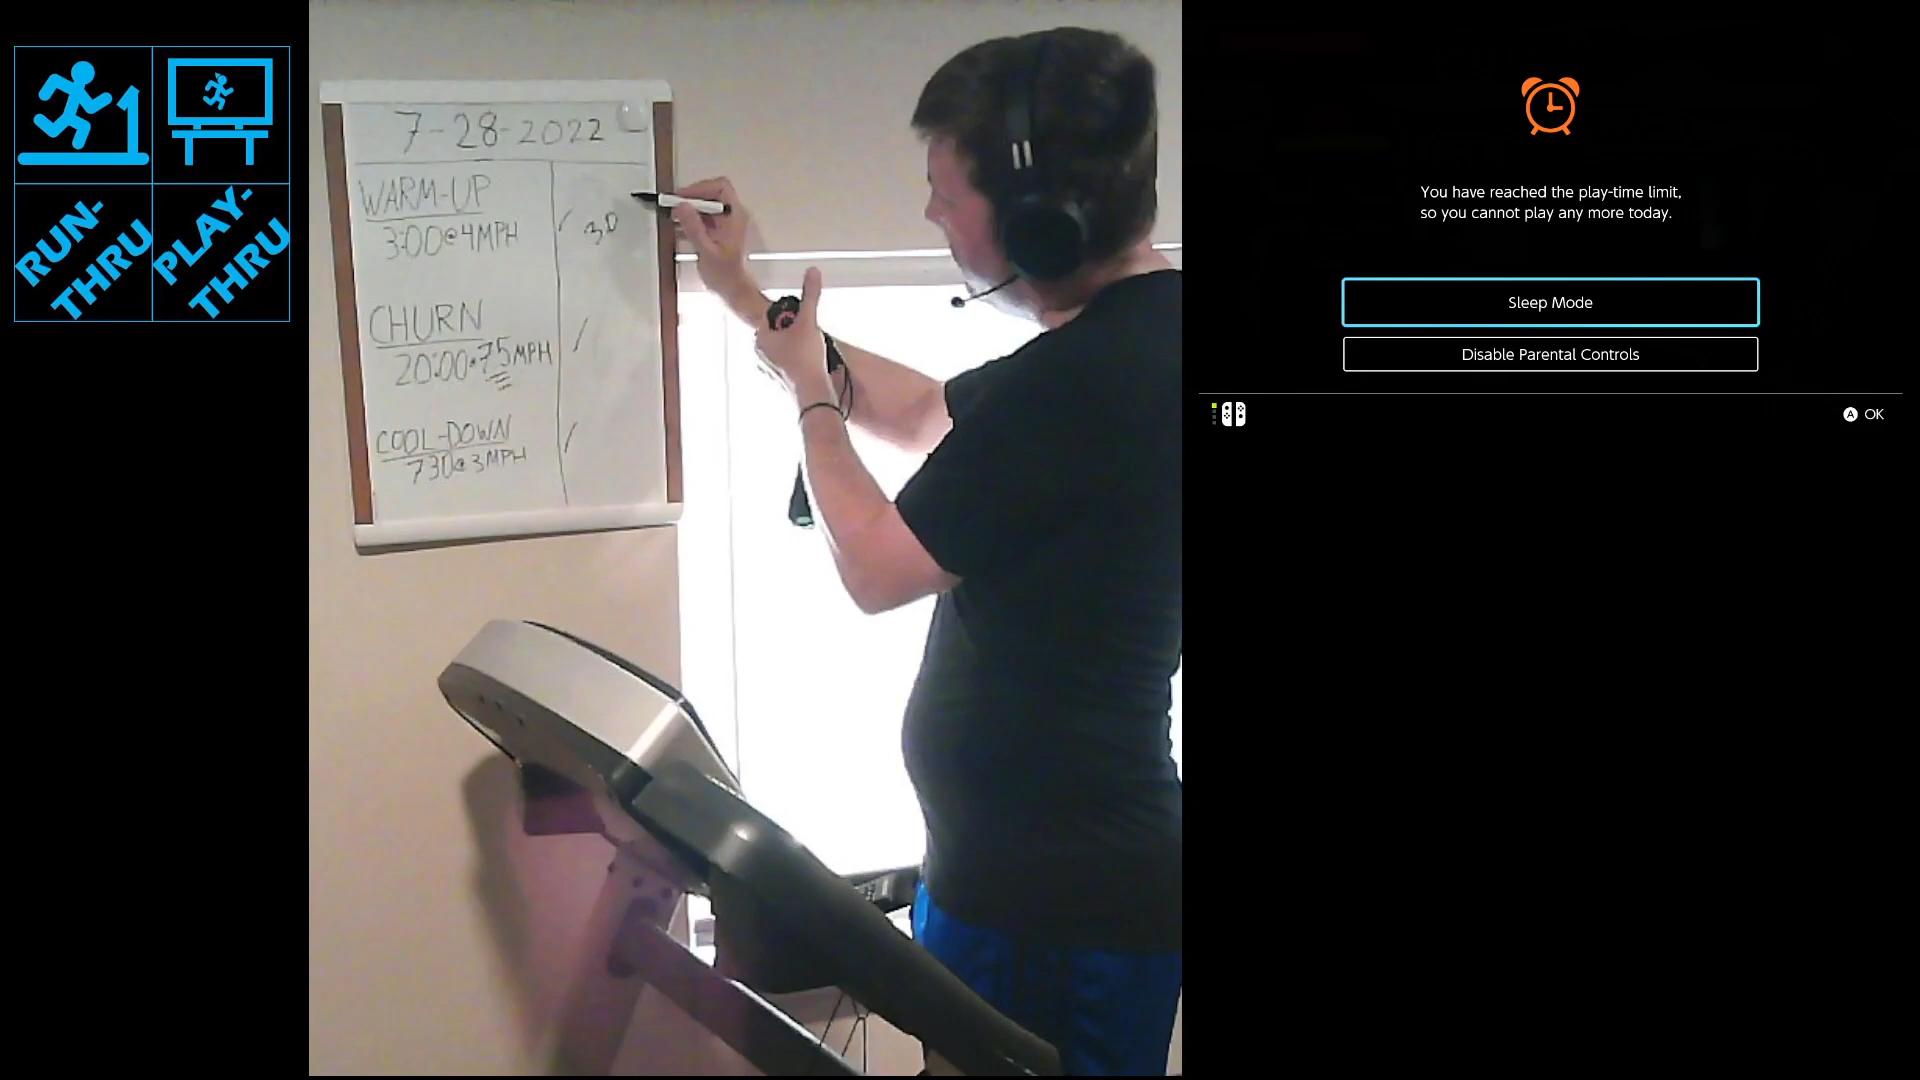 RUN-
THRU
PLAY-
THRU
7-28-2022
WARM-UP
3:00@4MPH
CHURN
20:00@7.5MPH
COOL-DOWN
730@3MPH
You have reached the play-time limit,
so you cannot play any more today.
Sleep Mode
Disable Parental Controls
A OK